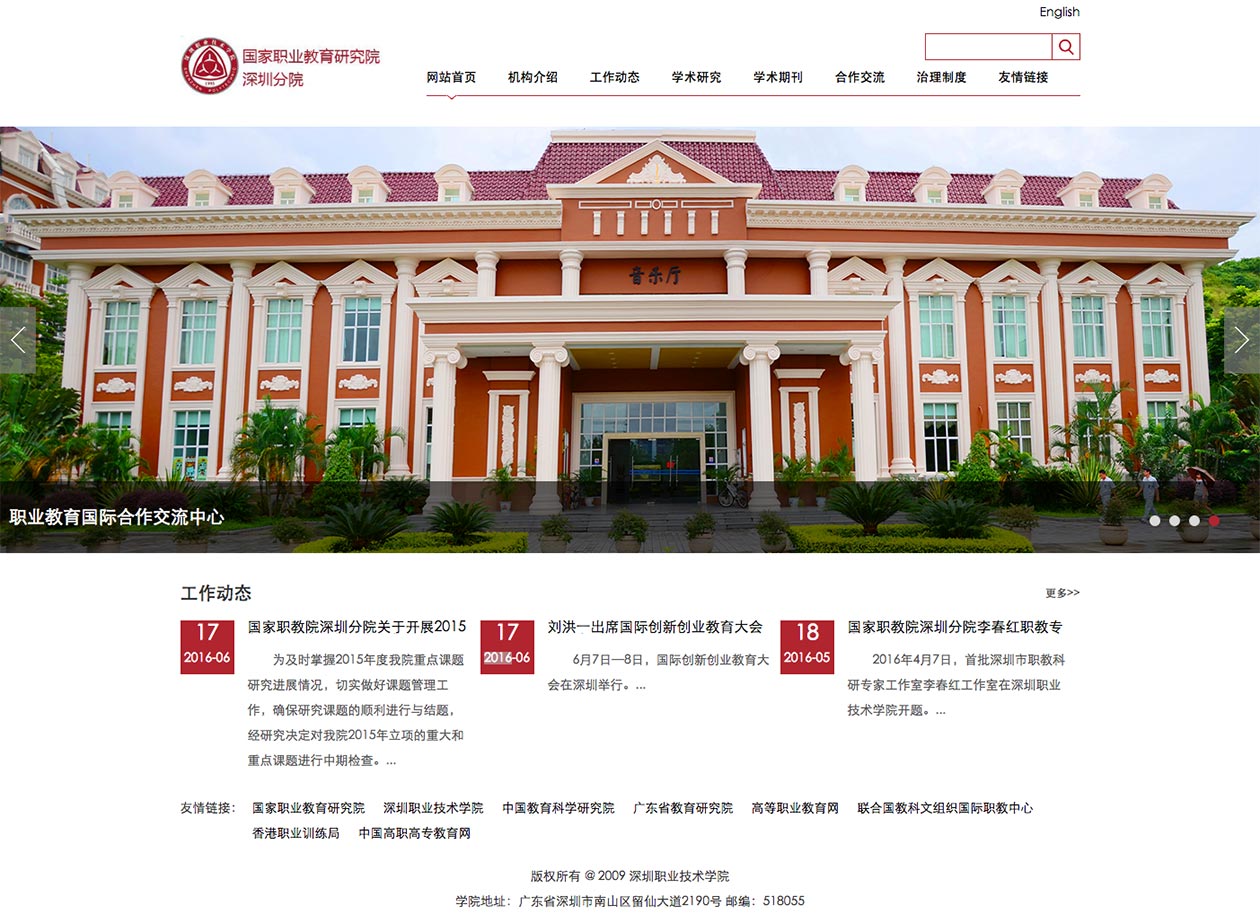 English
国家职业教育研究院
深圳分院
网站首页 机构介绍 工作动态 学术研究 学术期刊 合作交流 治理制度 友情链接
音乐厅
职业教育国际合作交流中心
工作动态 更多>>
17
2016-06
国家职教院深圳分院关于开展2015
为及时掌握2015年度我院重点课题
研究进展情况，切实做好课题管理工
作，确保研究课题的顺利进行与结题，
经研究决定对我院2015年立项的重大和
重点课题进行中期检查。...
17
2016-06
刘洪一出席国际创新创业教育大会
6月7日—8日，国际创新创业教育大
会在深圳举行。...
18
2016-05
国家职教院深圳分院李春红职教专
2016年4月7日，首批深圳市职教科
研专家工作室李春红工作室在深圳职业
技术学院开题。...
友情链接： 国家职业教育研究院 深圳职业技术学院 中国教育科学研究院 广东省教育研究院 高等职业教育网 联合国教科文组织国际职教中心
香港职业训练局 中国高职高专教育网
版权所有 @ 2009 深圳职业技术学院
学院地址：广东省深圳市南山区留仙大道2190号 邮编：518055